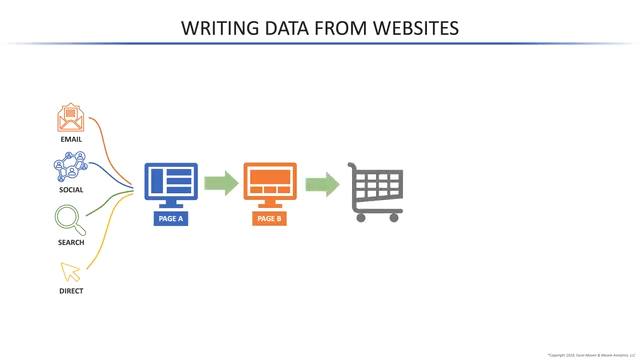 WRITING DATA FROM WEBSITES
EMAIL
SOCIAL
SEARCH
DIRECT
PAGE A
PAGE B